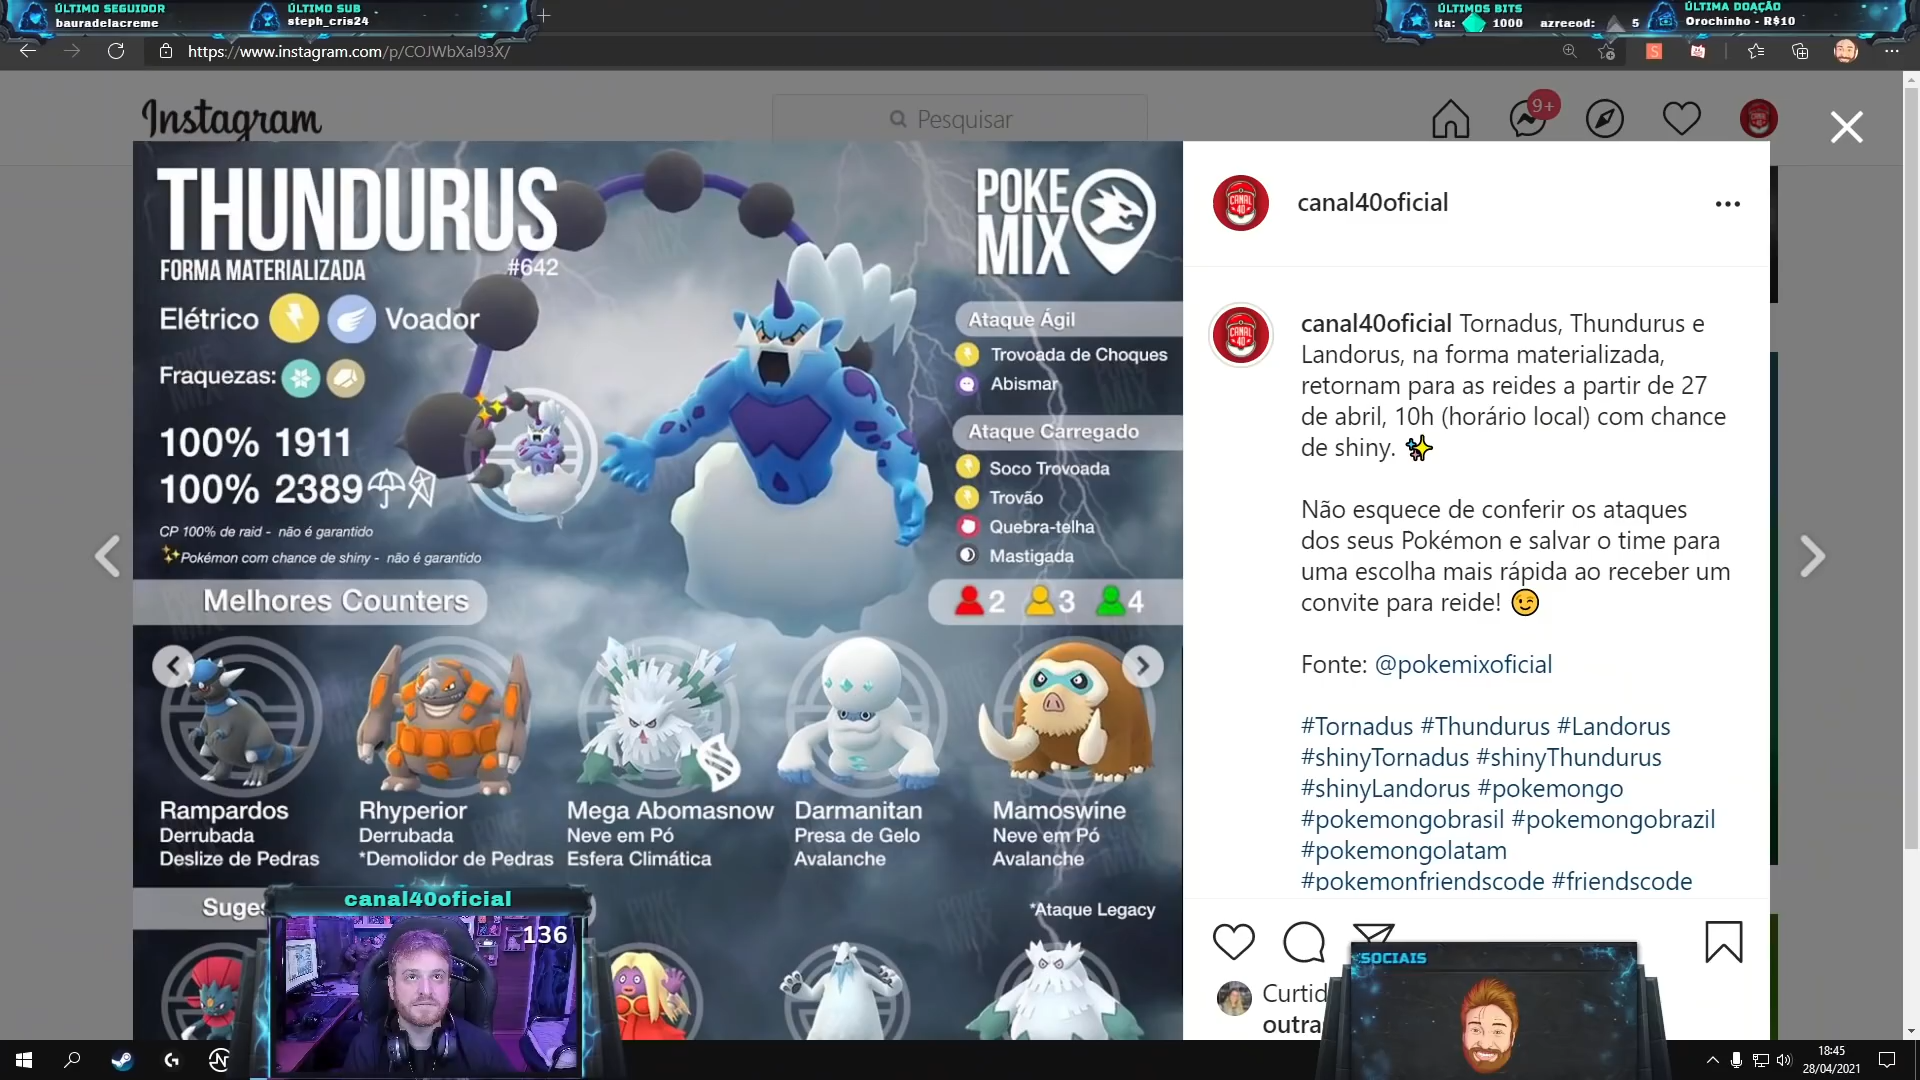 ÚLTIMO SEGUIDOR
bauradelacreme
ÚLTIMO SUB
steph_cris24
ÚLTIMOS BITS
ota: 1000 azreeod: 5
ÚLTIMA DOAÇÃO
Orochinho - R$10
https://www.instagram.com/p/COJWbXal93X/
Instagram
Pesquisar
9+
THUNDURUS
FORMA MATERIALIZADA
#642
Elétrico Voador
Fraquezas:
100% 1911
100% 2389
CP 100% de raid - não é garantido
Pokémon com chance de shiny - não é garantido
POKE
MIX
Ataque Ágil
Trovoada de Choques
Abismar
Ataque Carregado
Soco Trovoada
Trovão
Quebra-telha
Mastigada
Melhores Counters
2 3 4
Rampardos
Derrubada
Deslize de Pedras
Rhyperior
Derrubada
*Demolidor de Pedras
Mega Abomasnow
Neve em Pó
Esfera Climática
Darmanitan
Presa de Gelo
Avalanche
Mamoswine
Neve em Pó
Avalanche
Suges
*Ataque Legacy
canal40oficial
136
canal40oficial
CANAL
40
canal40oficial Tornadus, Thundurus e
Landorus, na forma materializada,
retornam para as reides a partir de 27
de abril, 10h (horário local) com chance
de shiny.
Não esquece de conferir os ataques
dos seus Pokémon e salvar o time para
uma escolha mais rápida ao receber um
convite para reide!
Fonte: @pokemixoficial
#Tornadus #Thundurus #Landorus
#shinyTornadus #shinyThundurus
#shinyLandorus #pokemongo
#pokemongobrasil #pokemongobrazil
#pokemongolatam
#pokemonfriendscode #friendscode
Curtid
outra
SOCIAIS
18:45
28/04/2021